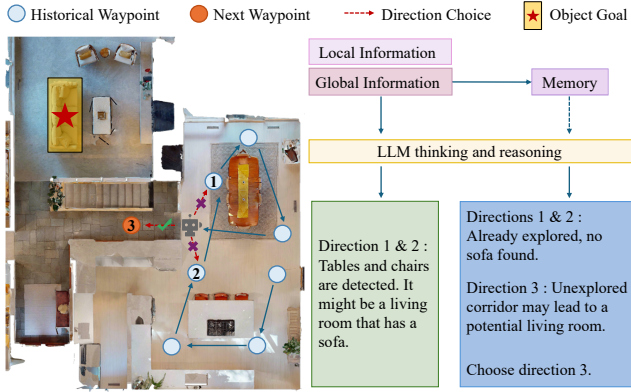 Historical Waypoint
Next Waypoint
Direction Choice
Object Goal
Local Information
Global Information
Memory
LLM thinking and reasoning
1
3
2
Direction 1 & 2 :
Tables and chairs
are detected. It
might be a living
room that has a
sofa.
Directions 1 & 2 :
Already explored, no
sofa found.
Direction 3 : Unexplored
corridor may lead to a
potential living room.
Choose direction 3.